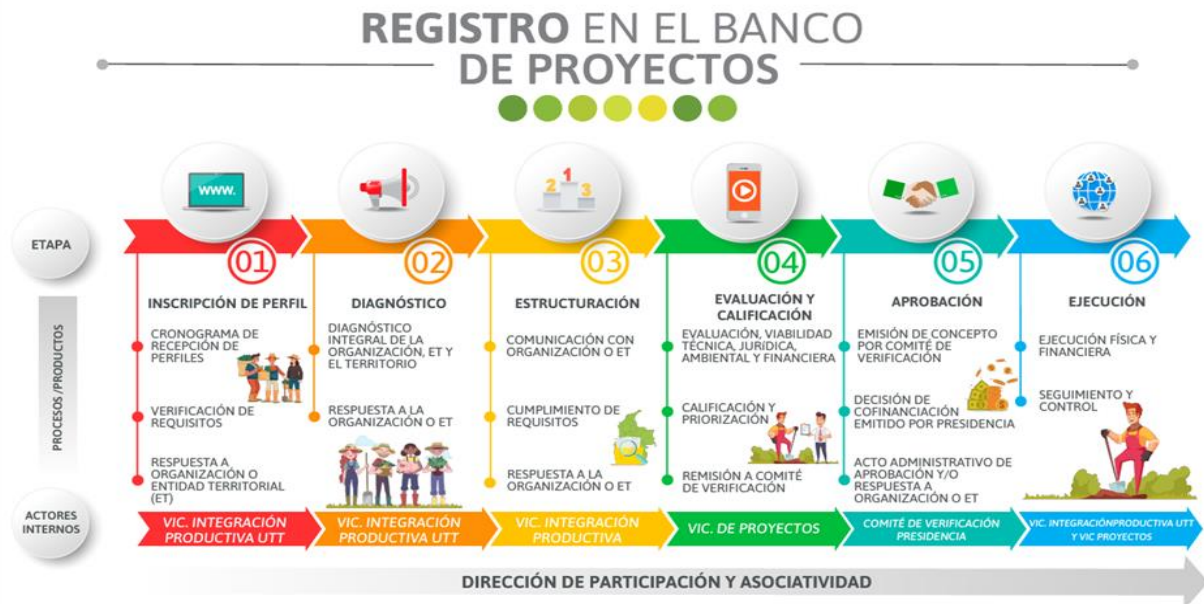 REGISTRO EN EL BANCO
DE PROYECTOS
WWW.
1
2
3
ETAPA
01
02
03
04
05
06
PROCESOS /PRODUCTOS
INSCRIPCIÓN DE PERFIL
CRONOGRAMA DE
RECEPCIÓN DE
PERFILES
VERIFICACIÓN DE
REQUISITOS
RESPUESTA A
ORGANIZACIÓN O
ENTIDAD TERRITORIAL
(ET)
DIAGNÓSTICO
DIAGNÓSTICO
INTEGRAL DE LA
ORGANIZACIÓN, ET Y
EL TERRITORIO
RESPUESTA A LA
ORGANIZACIÓN O ET
ESTRUCTURACIÓN
COMUNICACIÓN CON
ORGANIZACIÓN O ET
CUMPLIMIENTO DE
REQUISITOS
RESPUESTA A LA
ORGANIZACIÓN O ET
EVALUACIÓN Y
CALIFICACIÓN
EVALUACIÓN, VIABILIDAD
TÉCNICA, JURÍDICA,
AMBIENTAL Y FINANCIERA
CALIFICACIÓN Y
PRIORIZACIÓN
REMISIÓN A COMITÉ
DE VERIFICACIÓN
APROBACIÓN
EMISIÓN DE CONCEPTO
POR COMITÉ DE
VERIFICACIÓN
DECISIÓN DE
COFINANCIACIÓN
EMITIDO POR PRESIDENCIA
ACTO ADMINISTRATIVO DE
APROBACIÓN Y/O
RESPUESTA A
ORGANIZACIÓN O ET
EJECUCIÓN
EJECUCIÓN FÍSICA Y
FINANCIERA
SEGUIMIENTO Y
CONTROL
ACTORES
INTERNOS
VIC. INTEGRACIÓN
PRODUCTIVA UTT
VIC. INTEGRACIÓN
PRODUCTIVA UTT
VIC. INTEGRACIÓN
PRODUCTIVA
VIC. DE PROYECTOS
COMITÉ DE VERIFICACIÓN
PRESIDENCIA
VIC. INTEGRACIÓNPRODUCTIVA UTT
Y VIC PROYECTOS
DIRECCIÓN DE PARTICIPACIÓN Y ASOCIATIVIDAD